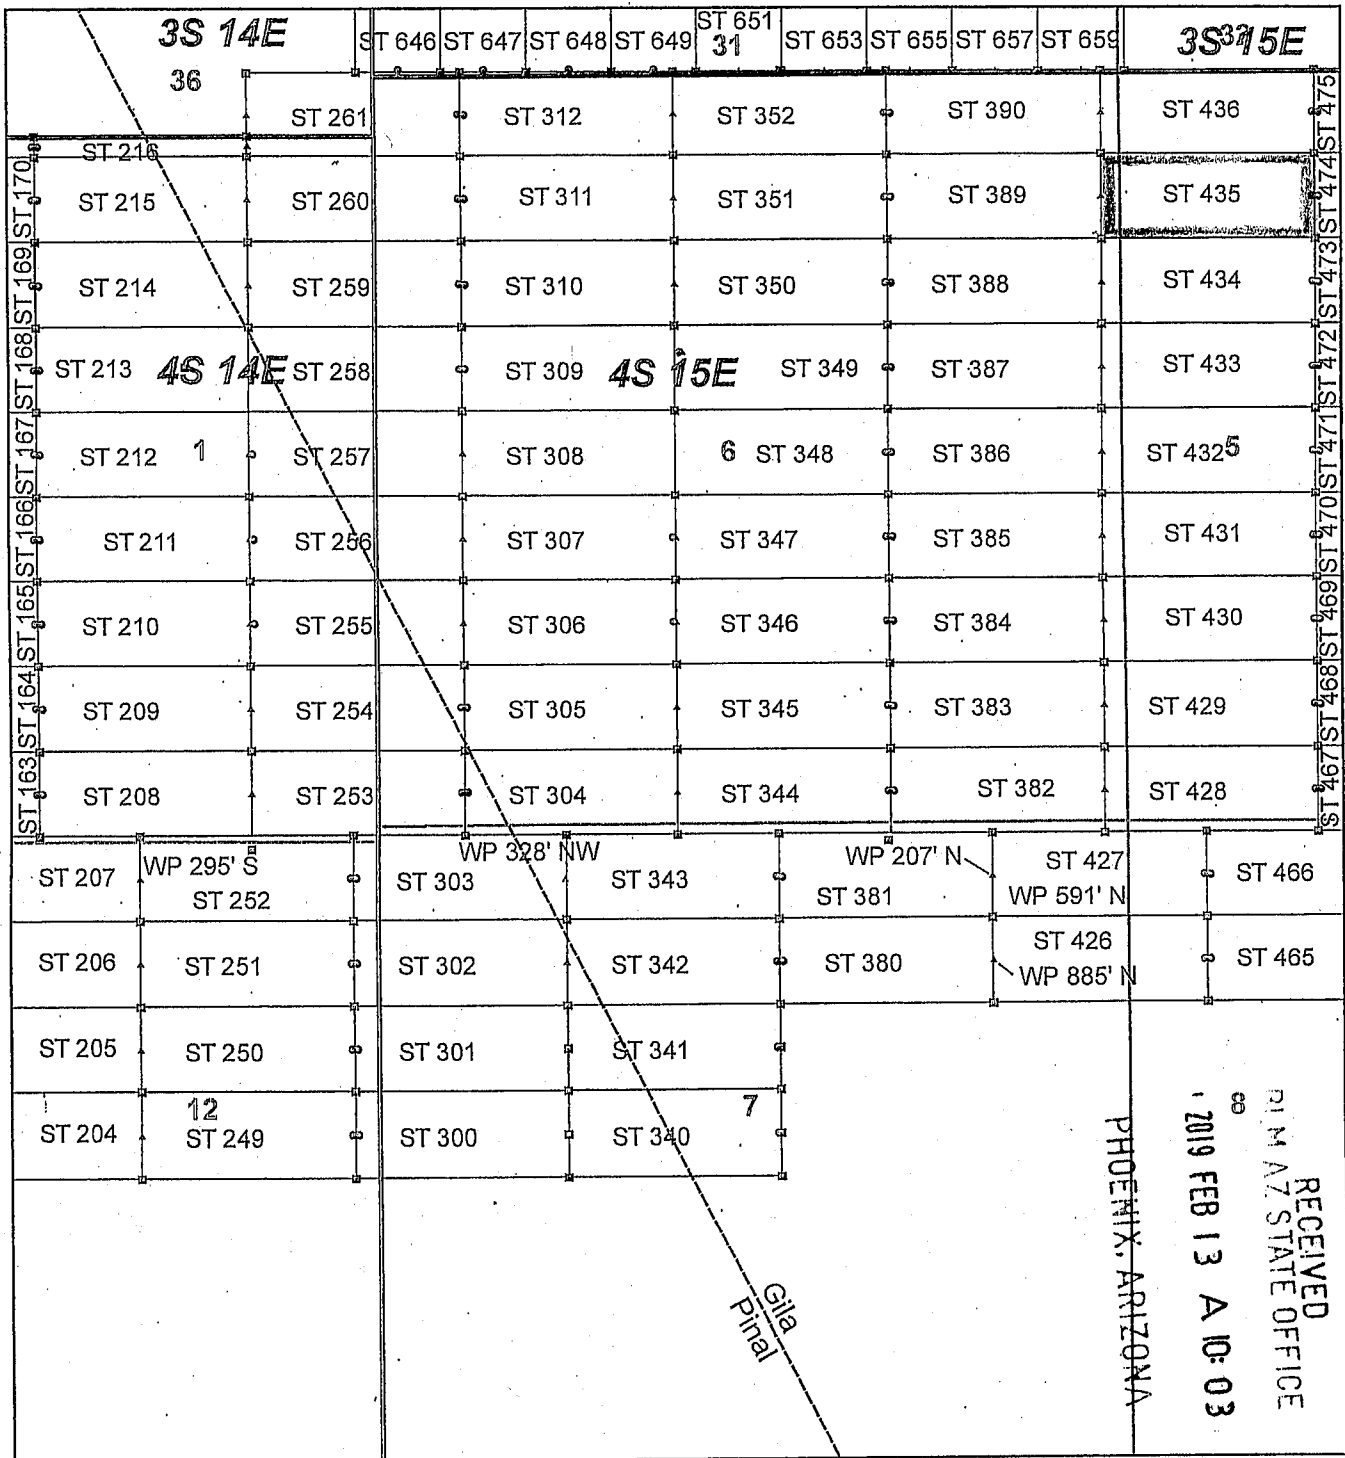 3S 14E
ST 646 ST 647 ST 648 ST 649 ST 651 ST 653 ST 655 ST 657 ST 659
31
3S 15E
32
36
ST 261 ST 312 ST 352 ST 390 ST 436 ST 475
ST 216
ST 170 ST 215 ST 260 ST 311 ST 351 ST 389 ST 435 ST 474
ST 169 ST 214 ST 259 ST 310 ST 350 ST 388 ST 434 ST 473
ST 168 ST 213 4S 14E ST 258 ST 309 4S 15E ST 349 ST 387 ST 433 ST 472
ST 167 ST 212 1 ST 257 ST 308 6 ST 348 ST 386 ST 432 5 ST 471
ST 166 ST 211 ST 256 ST 307 ST 347 ST 385 ST 431 ST 470
ST 165 ST 210 ST 255 ST 306 ST 346 ST 384 ST 430 ST 469
ST 164 ST 209 ST 254 ST 305 ST 345 ST 383 ST 429 ST 468
ST 163 ST 208 ST 253 ST 304 ST 344 ST 382 ST 428 ST 467
WP 295' S WP 328' NW WP 207' N
ST 207 ST 252 ST 303 ST 343 ST 381 ST 427 ST 466
WP 591' N
ST 206 ST 251 ST 302 ST 342 ST 380 ST 426 ST 465
WP 885' N
ST 205 ST 250 ST 301 ST 341
12 7 8
ST 204 ST 249 ST 300 ST 340
Gila
Pinal
RECEIVED
BLM AZ STATE OFFICE
2019 FEB 13 A 10:03
PHOENIX, ARIZONA